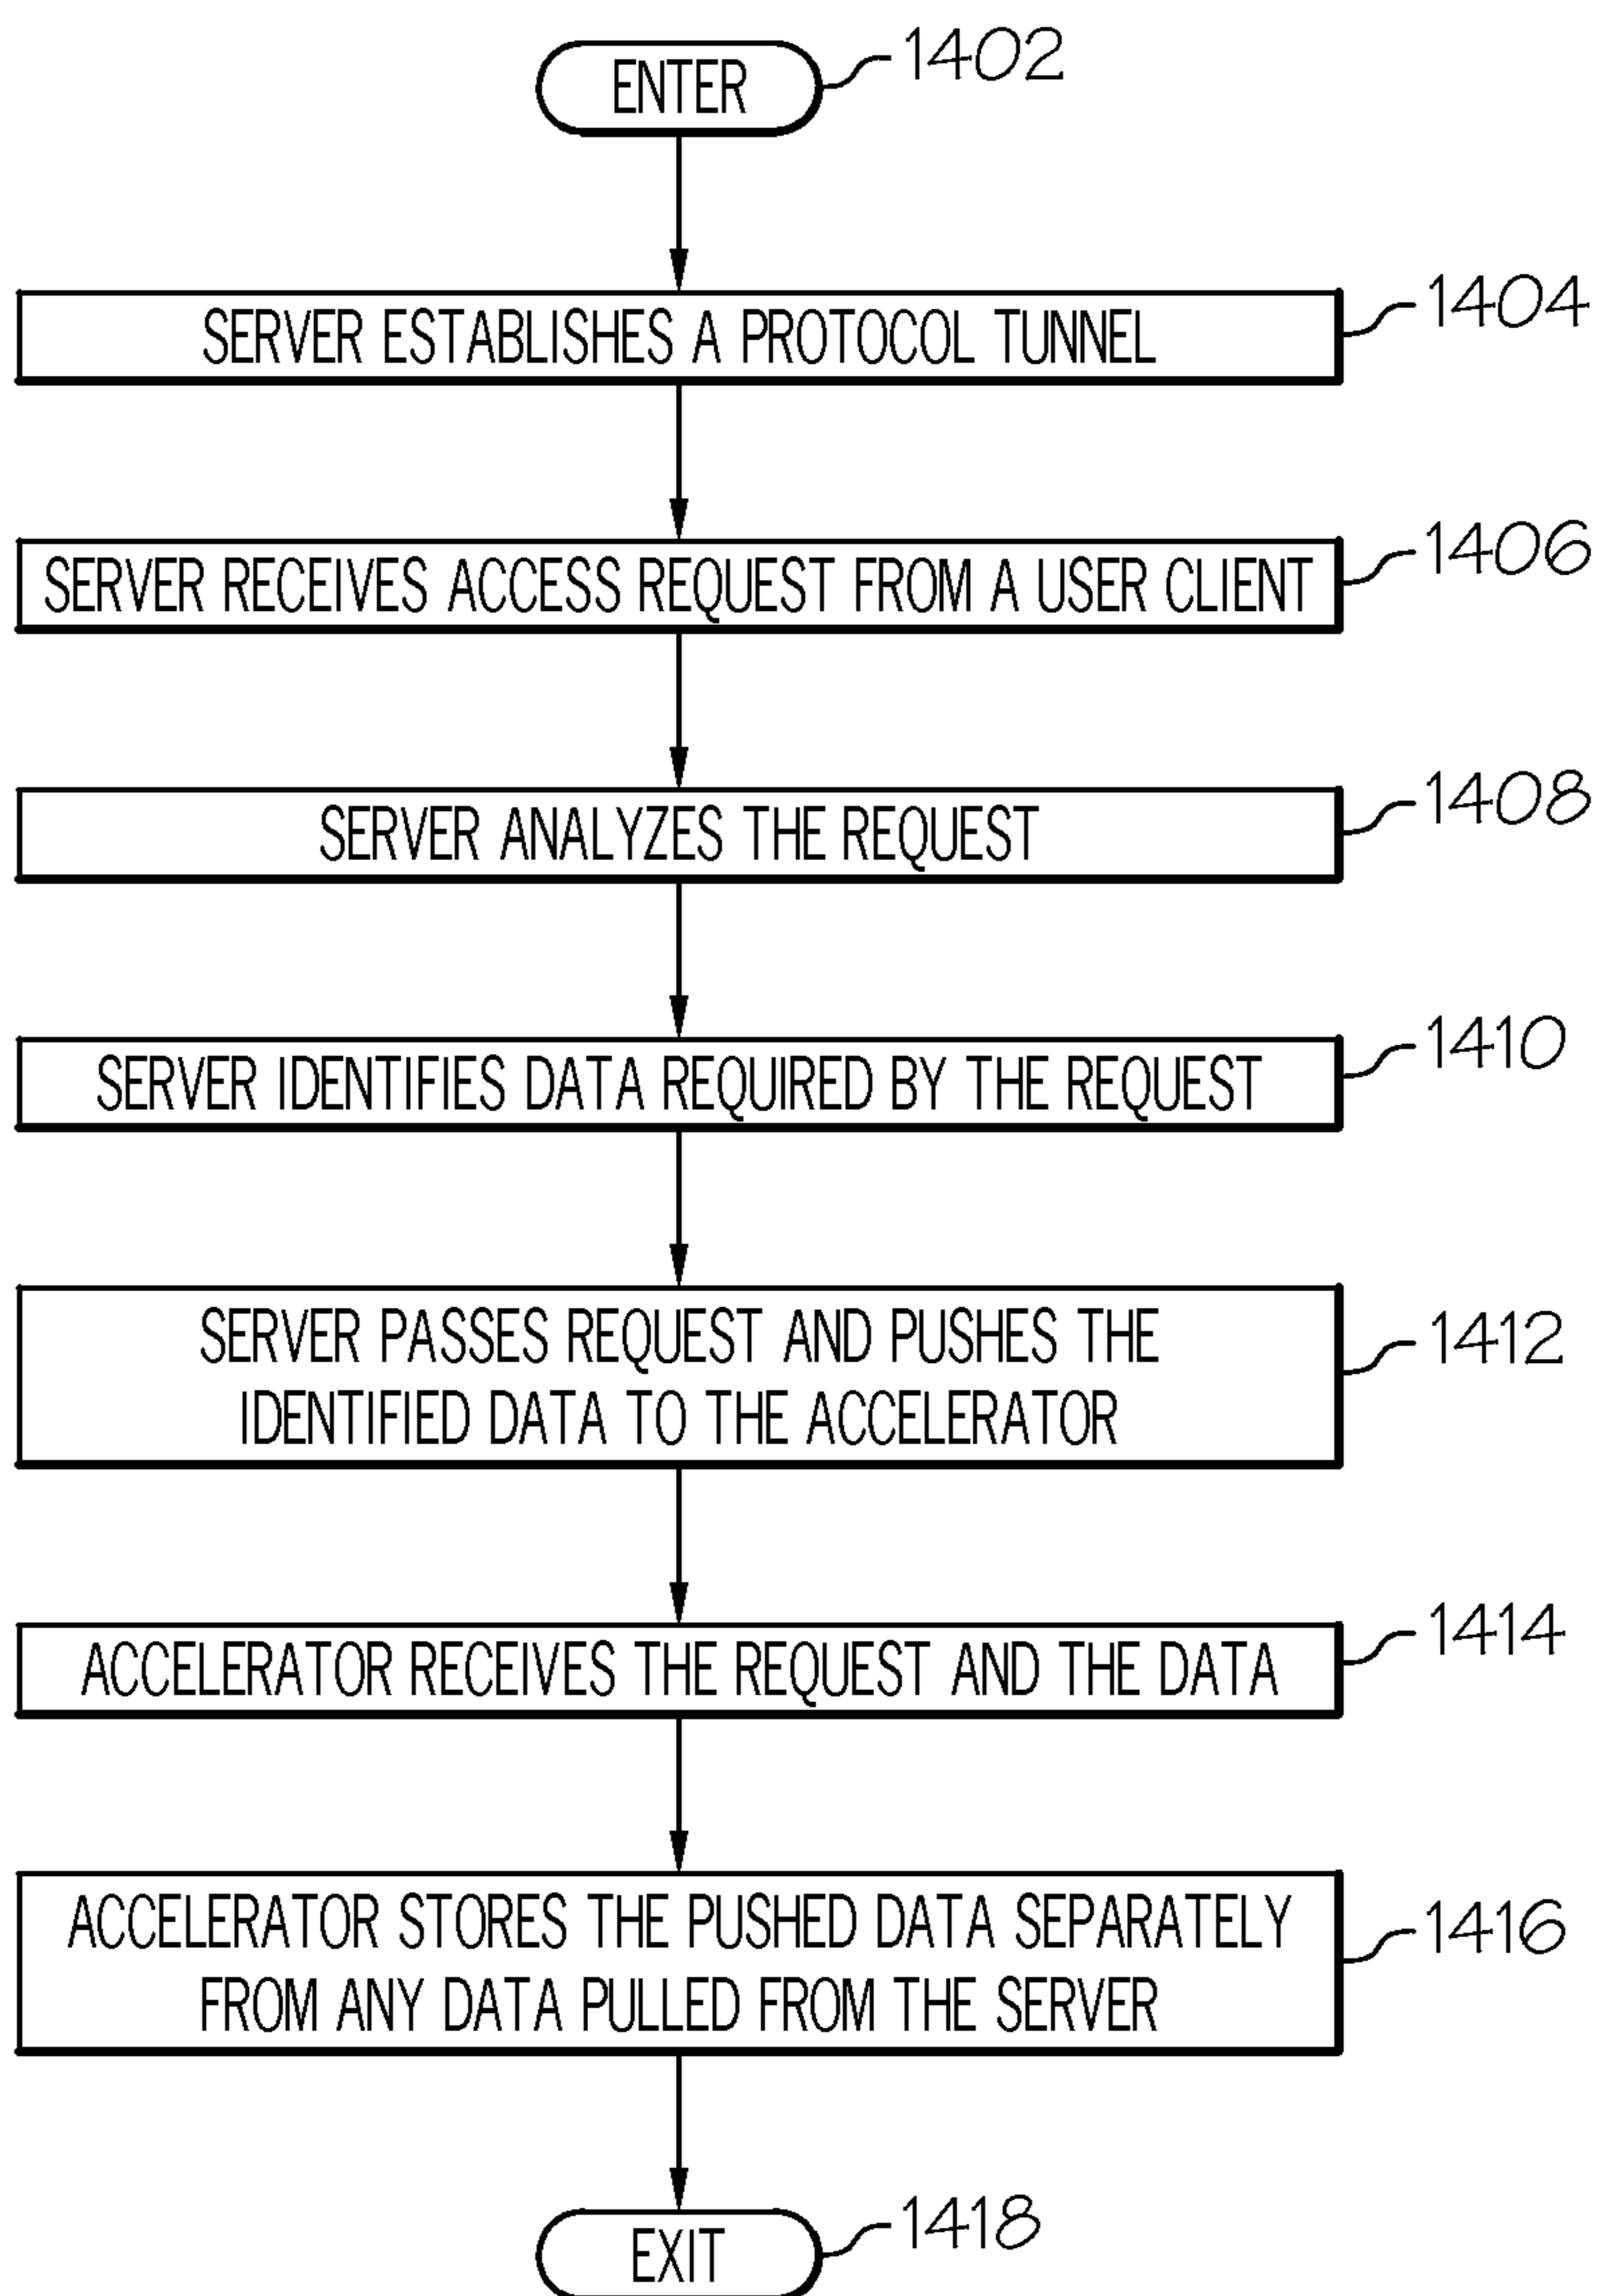 ENTER
1402
SERVER ESTABLISHES A PROTOCOL TUNNEL
1404
SERVER RECEIVES ACCESS REQUEST FROM A USER CLIENT
1406
SERVER ANALYZES THE REQUEST
1408
SERVER IDENTIFIES DATA REQUIRED BY THE REQUEST
1410
SERVER PASSES REQUEST AND PUSHES THE
IDENTIFIED DATA TO THE ACCELERATOR
1412
ACCELERATOR RECEIVES THE REQUEST AND THE DATA
1414
ACCELERATOR STORES THE PUSHED DATA SEPARATELY
FROM ANY DATA PULLED FROM THE SERVER
1416
EXIT
1418